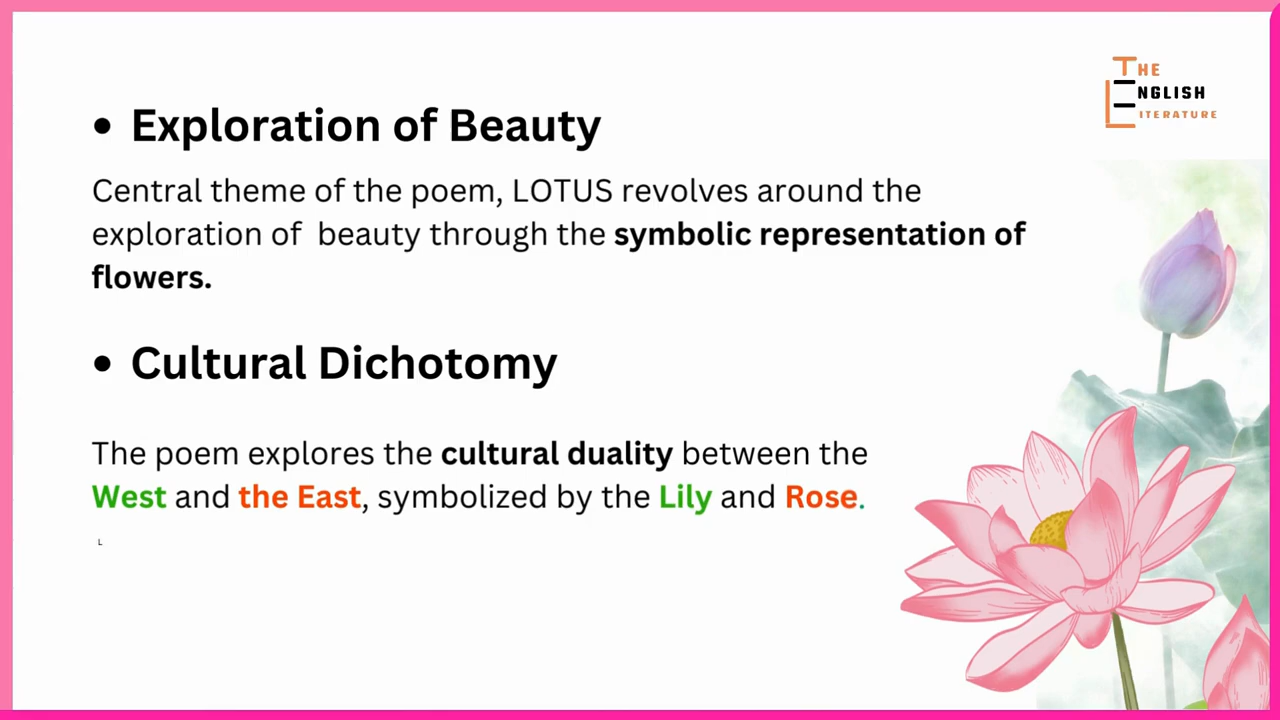 THE
ENGLISH
LITERATURE
• Exploration of Beauty
Central theme of the poem, LOTUS revolves around the
exploration of beauty through the symbolic representation of
flowers.
• Cultural Dichotomy
The poem explores the cultural duality between the
West and the East, symbolized by the Lily and Rose.
L